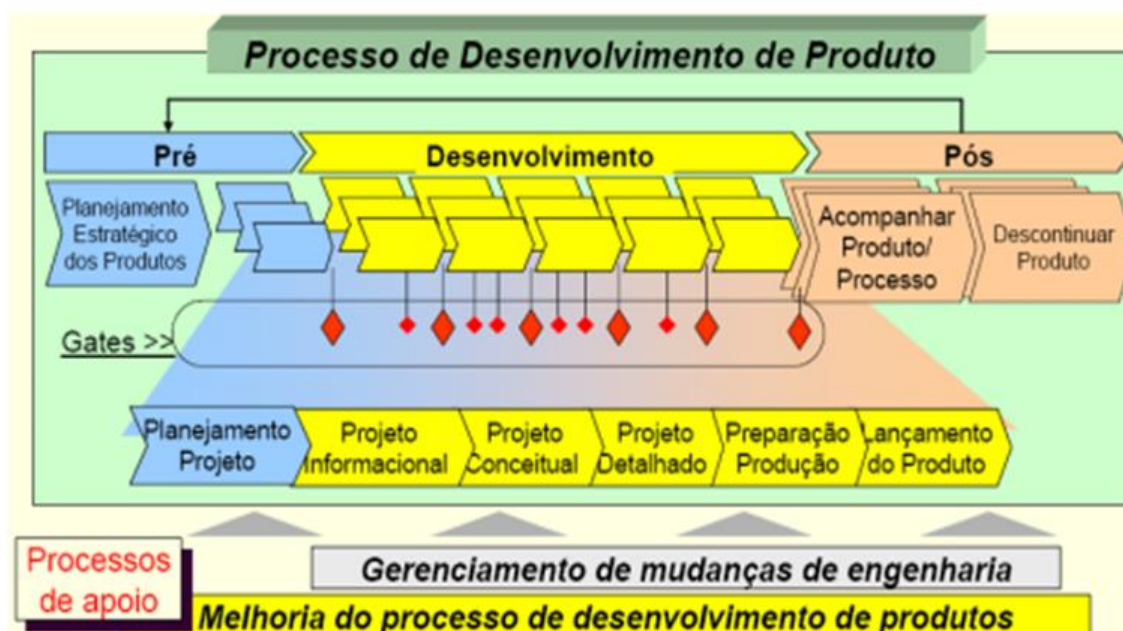 Processo de Desenvolvimento de Produto
Pré
Desenvolvimento
Pós
Planejamento
Estratégico
dos Produtos
Acompanhar
Produto/
Processo
Descontinuar
Produto
Gates >>
Planejamento
Projeto
Projeto
Informacional
Projeto
Conceitual
Projeto
Detalhado
Preparação
Produção
Lançamento
do Produto
Processos
de apoio
Gerenciamento de mudanças de engenharia
Melhoria do processo de desenvolvimento de produtos